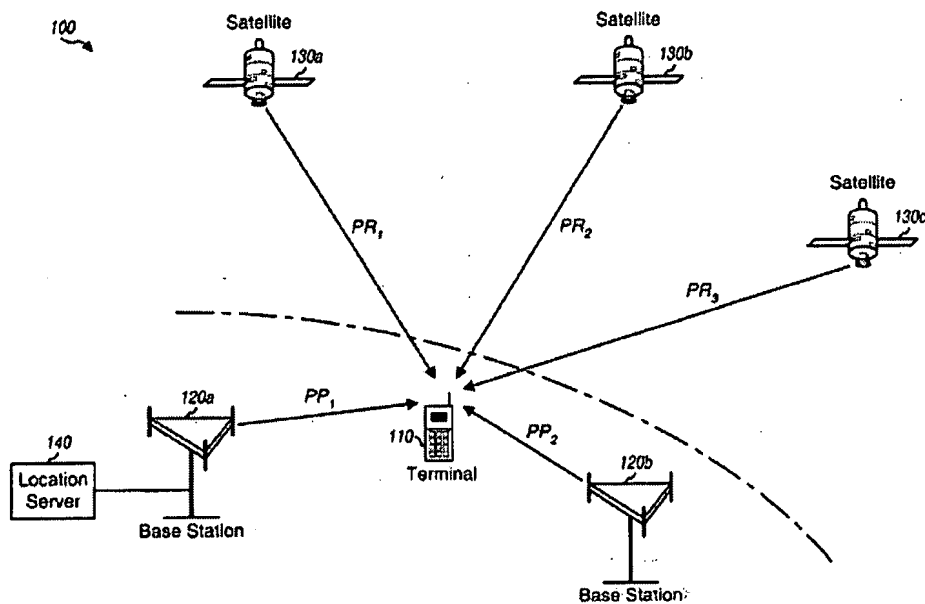 100
Satellite
130a
Satellite
130b
Satellite
130c
PR1
PR2
PR3
120a
PP1
140
Location
Server
110
Terminal
PP2
120b
Base Station
Base Station